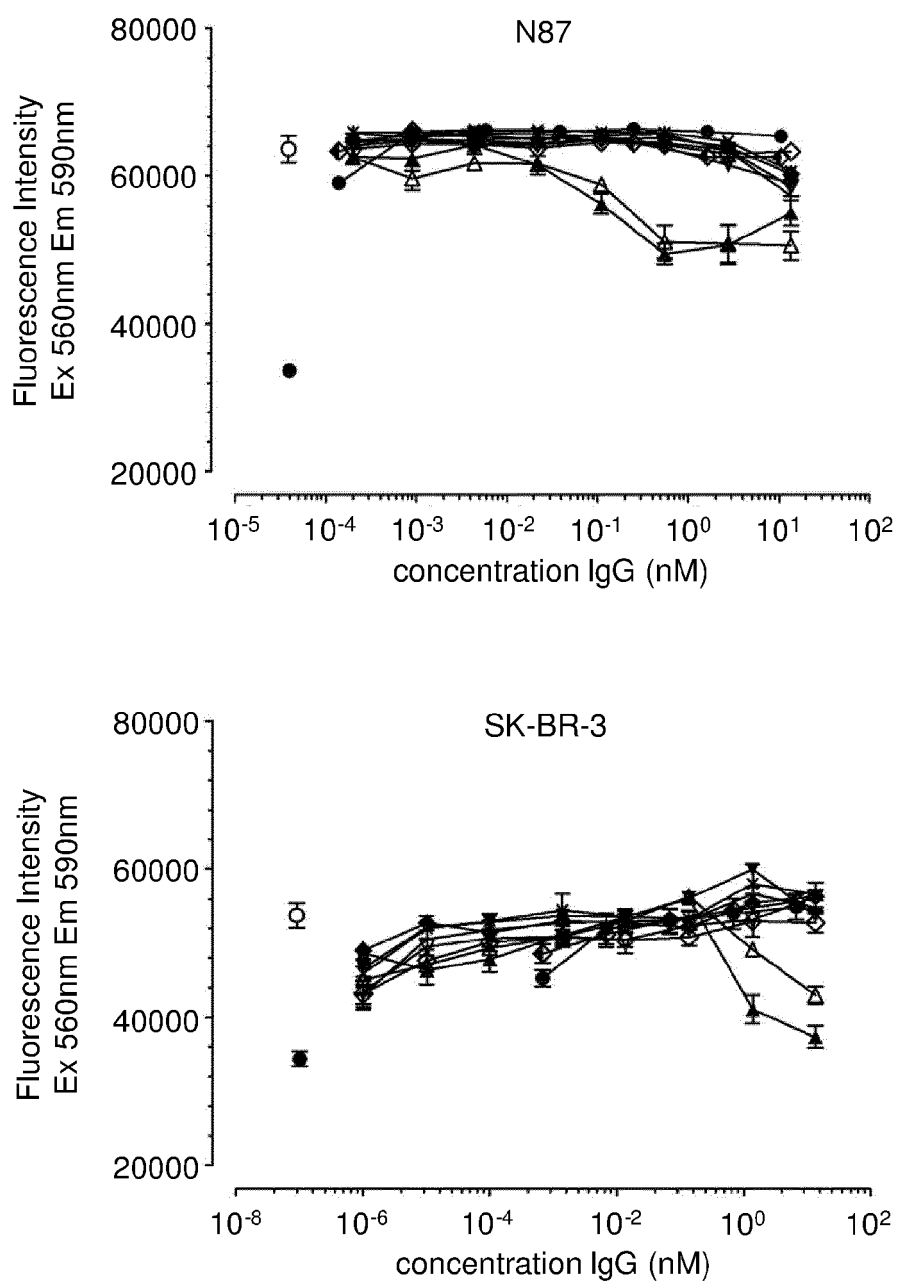 N87
Fluorescence Intensity
Ex 560nm Em 590nm
80000
60000
40000
20000
10⁻⁵ 10⁻⁴ 10⁻³ 10⁻² 10⁻¹ 10⁰ 10¹ 10²
concentration IgG (nM)
SK-BR-3
Fluorescence Intensity
Ex 560nm Em 590nm
80000
60000
40000
20000
10⁻⁸ 10⁻⁶ 10⁻⁴ 10⁻² 10⁰ 10²
concentration IgG (nM)